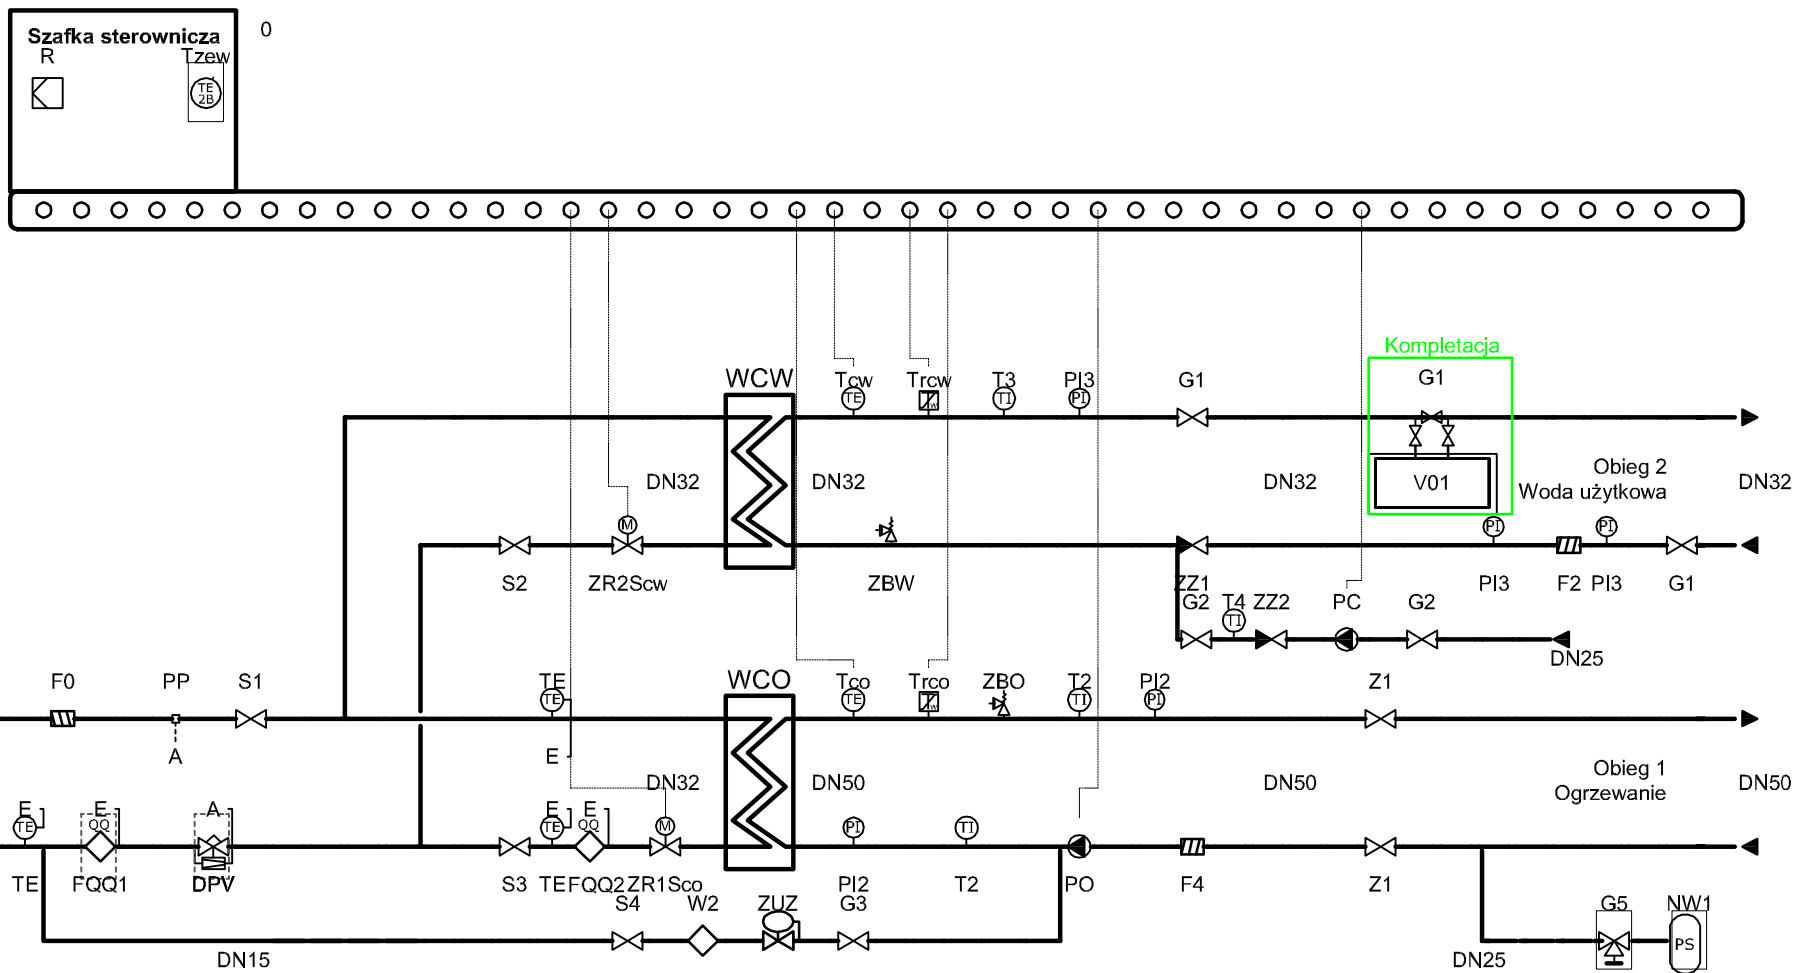 Szafka sterownicza
0
R
Tzew
TE
2B
Kompletacja
WCW
Tcw
Trcw
T3
PI3
G1
G1
TE
TI
PI
Obieg 2
DN32
DN32
DN32
V01
Woda użytkowa
DN32
M
PI
PI
S2
ZR2Scw
ZBW
ZZ1
PI3
F2
PI3
G1
G2
T4
ZZ2
PC
G2
TI
DN25
F0
PP
S1
TE
WCO
Tco
Trco
ZBO
T2
PI2
Z1
TE
TE
TI
PI
A
E
DN32
DN50
DN50
Obieg 1
Ogrzewanie
DN50
E
E
A
E
E
TE
QQ
TE
QQ
M
PI
TI
TE
FQQ1
DPV
S3
TE
FQQ2
ZR1Sco
PI2
T2
PO
F4
Z1
S4
W2
ZUZ
G3
G5
NW1
PS
DN15
DN25